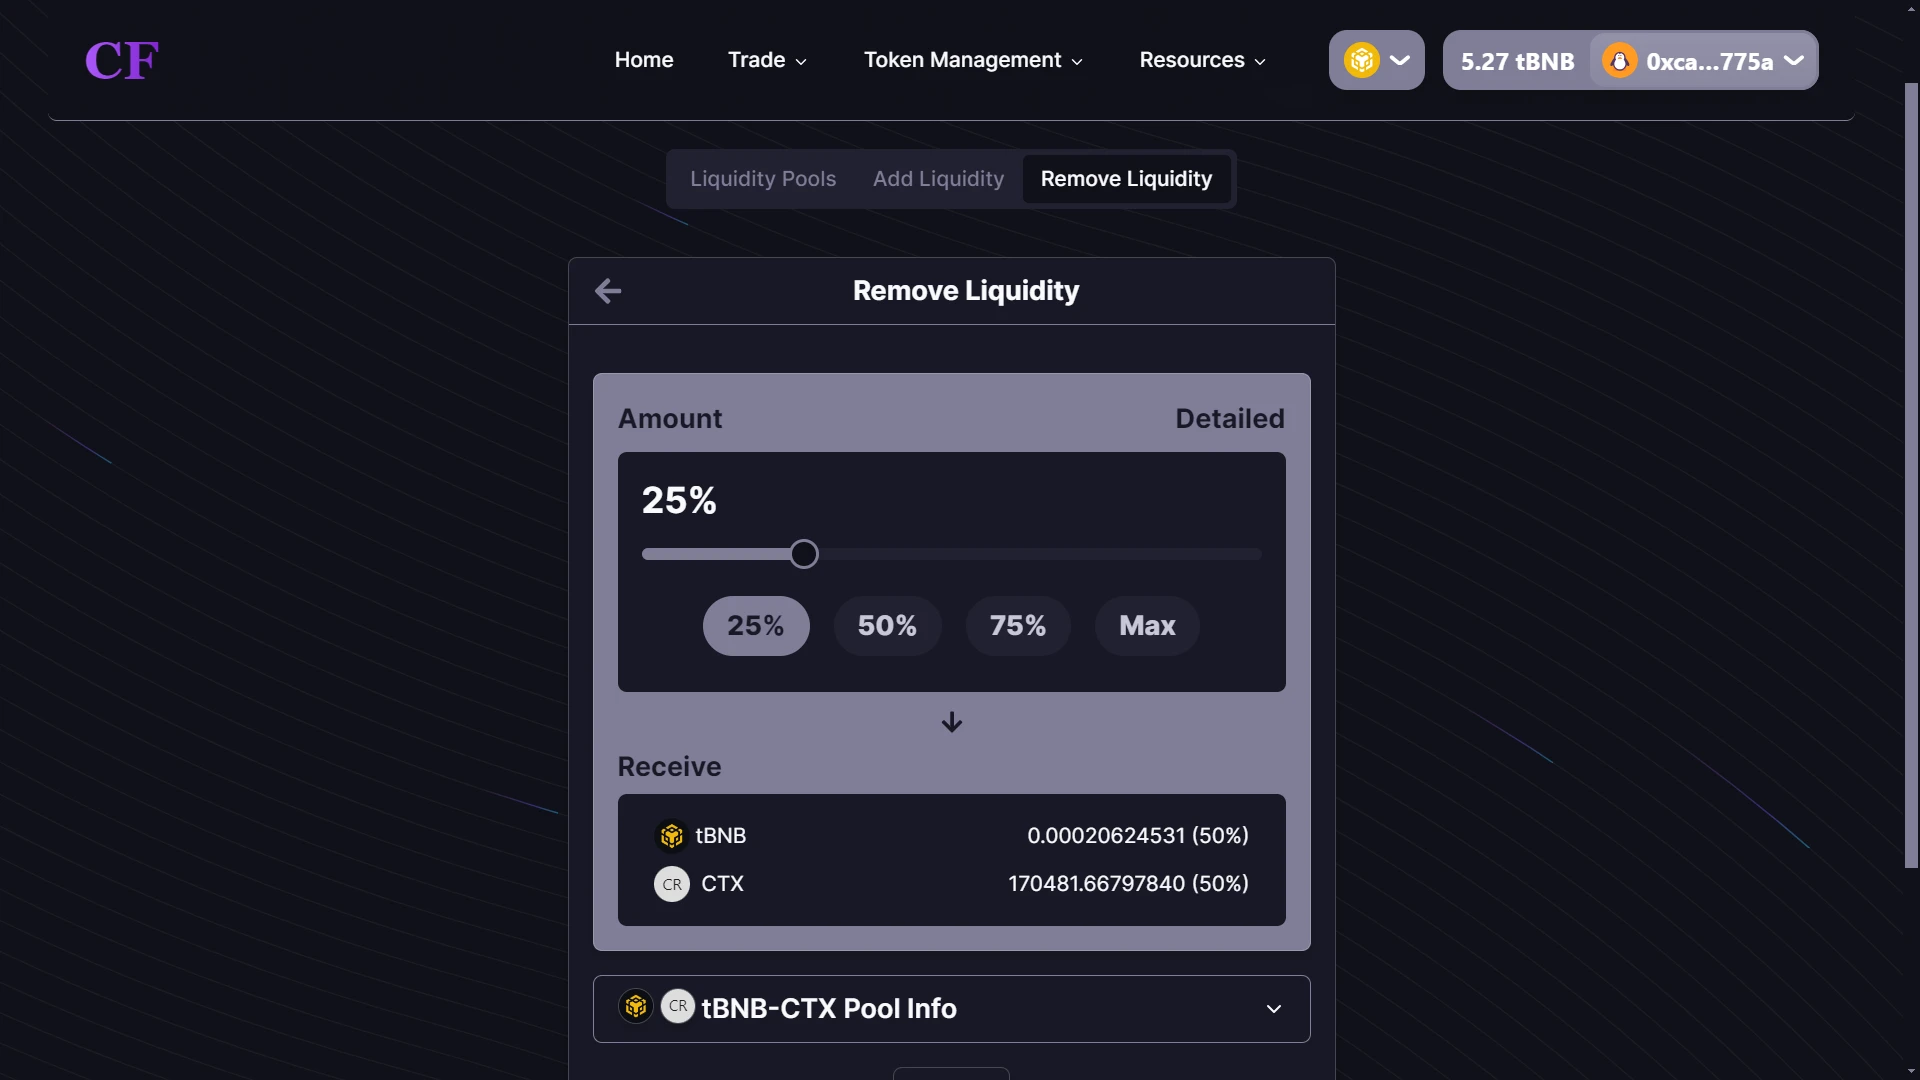 CF Home Trade Token Management Resources 5.27 tBNB 0xca...775a
Liquidity Pools Add Liquidity Remove Liquidity
Remove Liquidity
Amount Detailed
25%
25% 50% 75% Max
Receive
tBNB 0.00020624531 (50%)
CR CTX 170481.66797840 (50%)
CR tBNB-CTX Pool Info